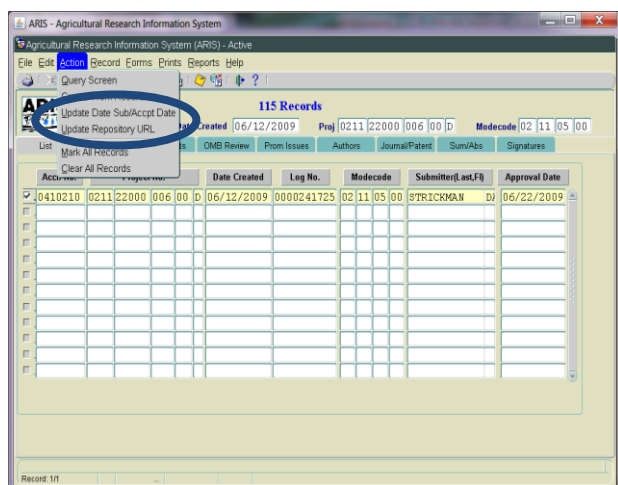 ARIS - Agricultural Research Information System
Agricultural Research Information System (ARIS) - Active
File Edit Action Record Forms Prints Reports Help
Query Screen
Update Date Sub/Accpt Date
Update Repository URL
Mark All Records
Clear All Records
115 Records
Created 06/12/2009 Proj 0211 22000 006 00 D Modecode 02 11 05 00
List OMB Review Prom Issues Authors Journal/Patent Sum/Abs Signatures
Date Created Log No. Modecode Submitter(Last,FI) Approval Date
0410210 0211 22000 006 00 D 06/12/2009 0000241725 02 11 05 00 STRICKMAN 06/22/2009
Record: 1/1 ...